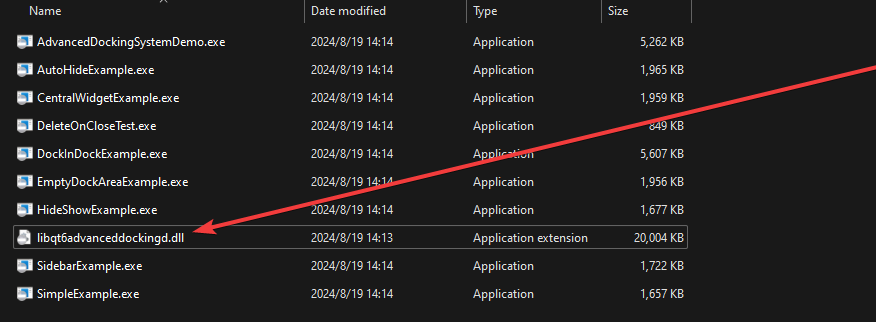 Name Date modified Type Size
AdvancedDockingSystemDemo.exe 2024/8/19 14:14 Application 5,262 KB
AutoHideExample.exe 2024/8/19 14:14 Application 1,965 KB
CentralWidgetExample.exe 2024/8/19 14:14 Application 1,959 KB
DeleteOnCloseTest.exe 2024/8/19 14:14 Application 849 KB
DockInDockExample.exe 2024/8/19 14:14 Application 5,607 KB
EmptyDockAreaExample.exe 2024/8/19 14:14 Application 1,956 KB
HideShowExample.exe 2024/8/19 14:14 Application 1,677 KB
libqt6advanceddockingd.dll 2024/8/19 14:13 Application extension 20,004 KB
SidebarExample.exe 2024/8/19 14:14 Application 1,722 KB
SimpleExample.exe 2024/8/19 14:14 Application 1,657 KB